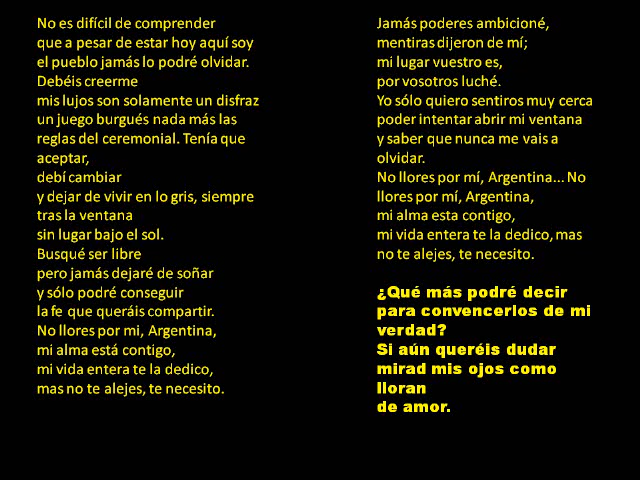 No es difícil de comprender
que a pesar de estar hoy aquí soy
el pueblo jamás lo podré olvidar.
Debéis creerme
mis lujos son solamente un disfraz
un juego burgués nada más las
reglas del ceremonial. Tenía que
aceptar,
debí cambiar
y dejar de vivir en lo gris, siempre
tras la ventana
sin lugar bajo el sol.
Busqué ser libre
pero jamás dejaré de soñar
y sólo podré conseguir
la fe que queráis compartir.
No llores por mi, Argentina,
mi alma está contigo,
mi vida entera te la dedico,
mas no te alejes, te necesito.
Jamás poderes ambicioné,
mentiras dijeron de mí;
mi lugar vuestro es,
por vosotros luché.
Yo sólo quiero sentiros muy cerca
poder intentar abrir mi ventana
y saber que nunca me vais a
olvidar.
No llores por mí, Argentina... No
llores por mí, Argentina,
mi alma esta contigo,
mi vida entera te la dedico, mas
no te alejes, te necesito.
¿Qué más podré decir
para convencerlos de mi
verdad?
Si aún queréis dudar
mirad mis ojos como
lloran
de amor.